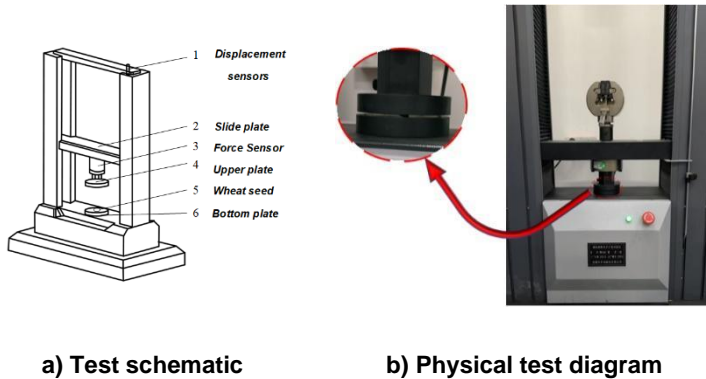 1 Displacement
sensors
2 Slide plate
3 Force Sensor
4 Upper plate
5 Wheat seed
6 Bottom plate
a) Test schematic
b) Physical test diagram